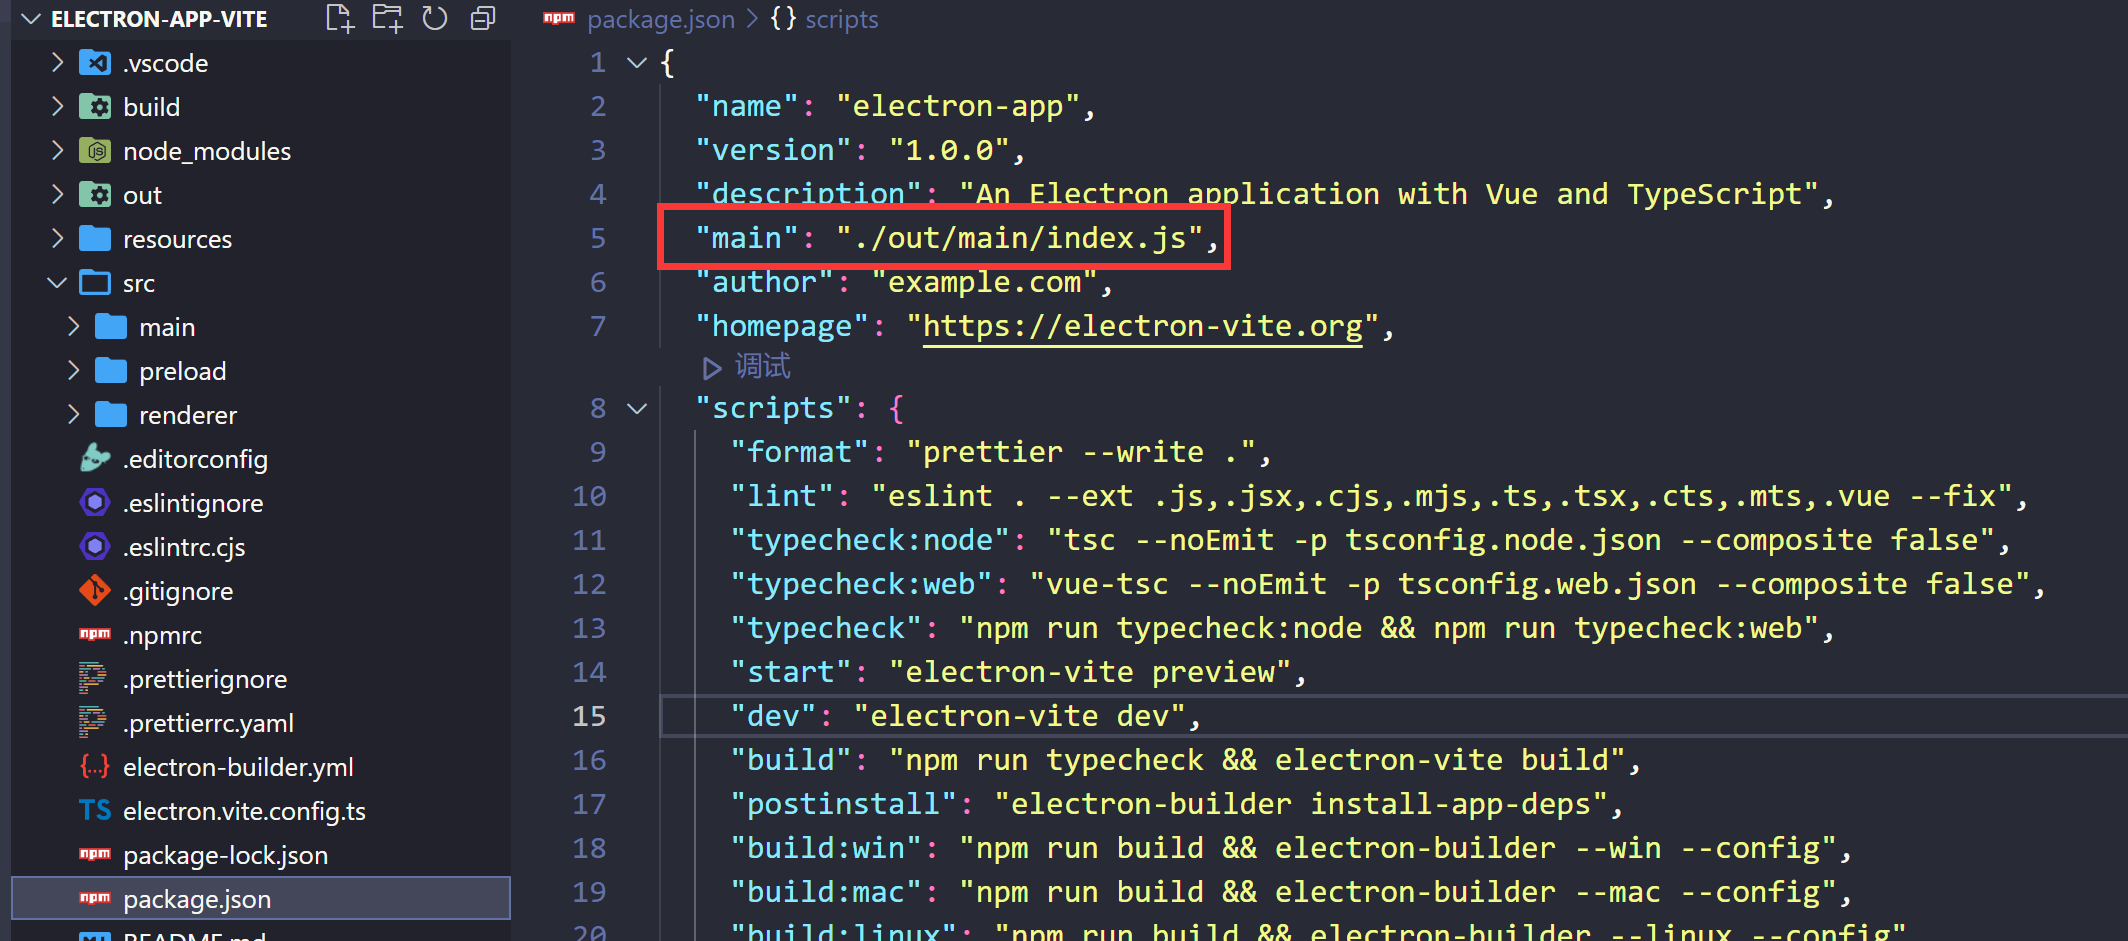 ELECTRON-APP-VITE
.vscode
build
node_modules
out
resources
src
main
preload
renderer
.editorconfig
.eslintignore
.eslintrc.cjs
.gitignore
npm .npmrc
.prettierignore
.prettierrc.yaml
{..} electron-builder.yml
TS electron.vite.config.ts
npm package-lock.json
npm package.json
README.md
npm package.json > {} scripts
1 {
2 "name": "electron-app",
3 "version": "1.0.0",
4 "description": "An Electron application with Vue and TypeScript",
5 "main": "./out/main/index.js",
6 "author": "example.com",
7 "homepage": "https://electron-vite.org",
调试
8 "scripts": {
9 "format": "prettier --write .",
10 "lint": "eslint . --ext .js,.jsx,.cjs,.mjs,.ts,.tsx,.cts,.mts,.vue --fix",
11 "typecheck:node": "tsc --noEmit -p tsconfig.node.json --composite false",
12 "typecheck:web": "vue-tsc --noEmit -p tsconfig.web.json --composite false",
13 "typecheck": "npm run typecheck:node && npm run typecheck:web",
14 "start": "electron-vite preview",
15 "dev": "electron-vite dev",
16 "build": "npm run typecheck && electron-vite build",
17 "postinstall": "electron-builder install-app-deps",
18 "build:win": "npm run build && electron-builder --win --config",
19 "build:mac": "npm run build && electron-builder --mac --config",
20 "build:linux": "npm run build && electron-builder --linux --config"